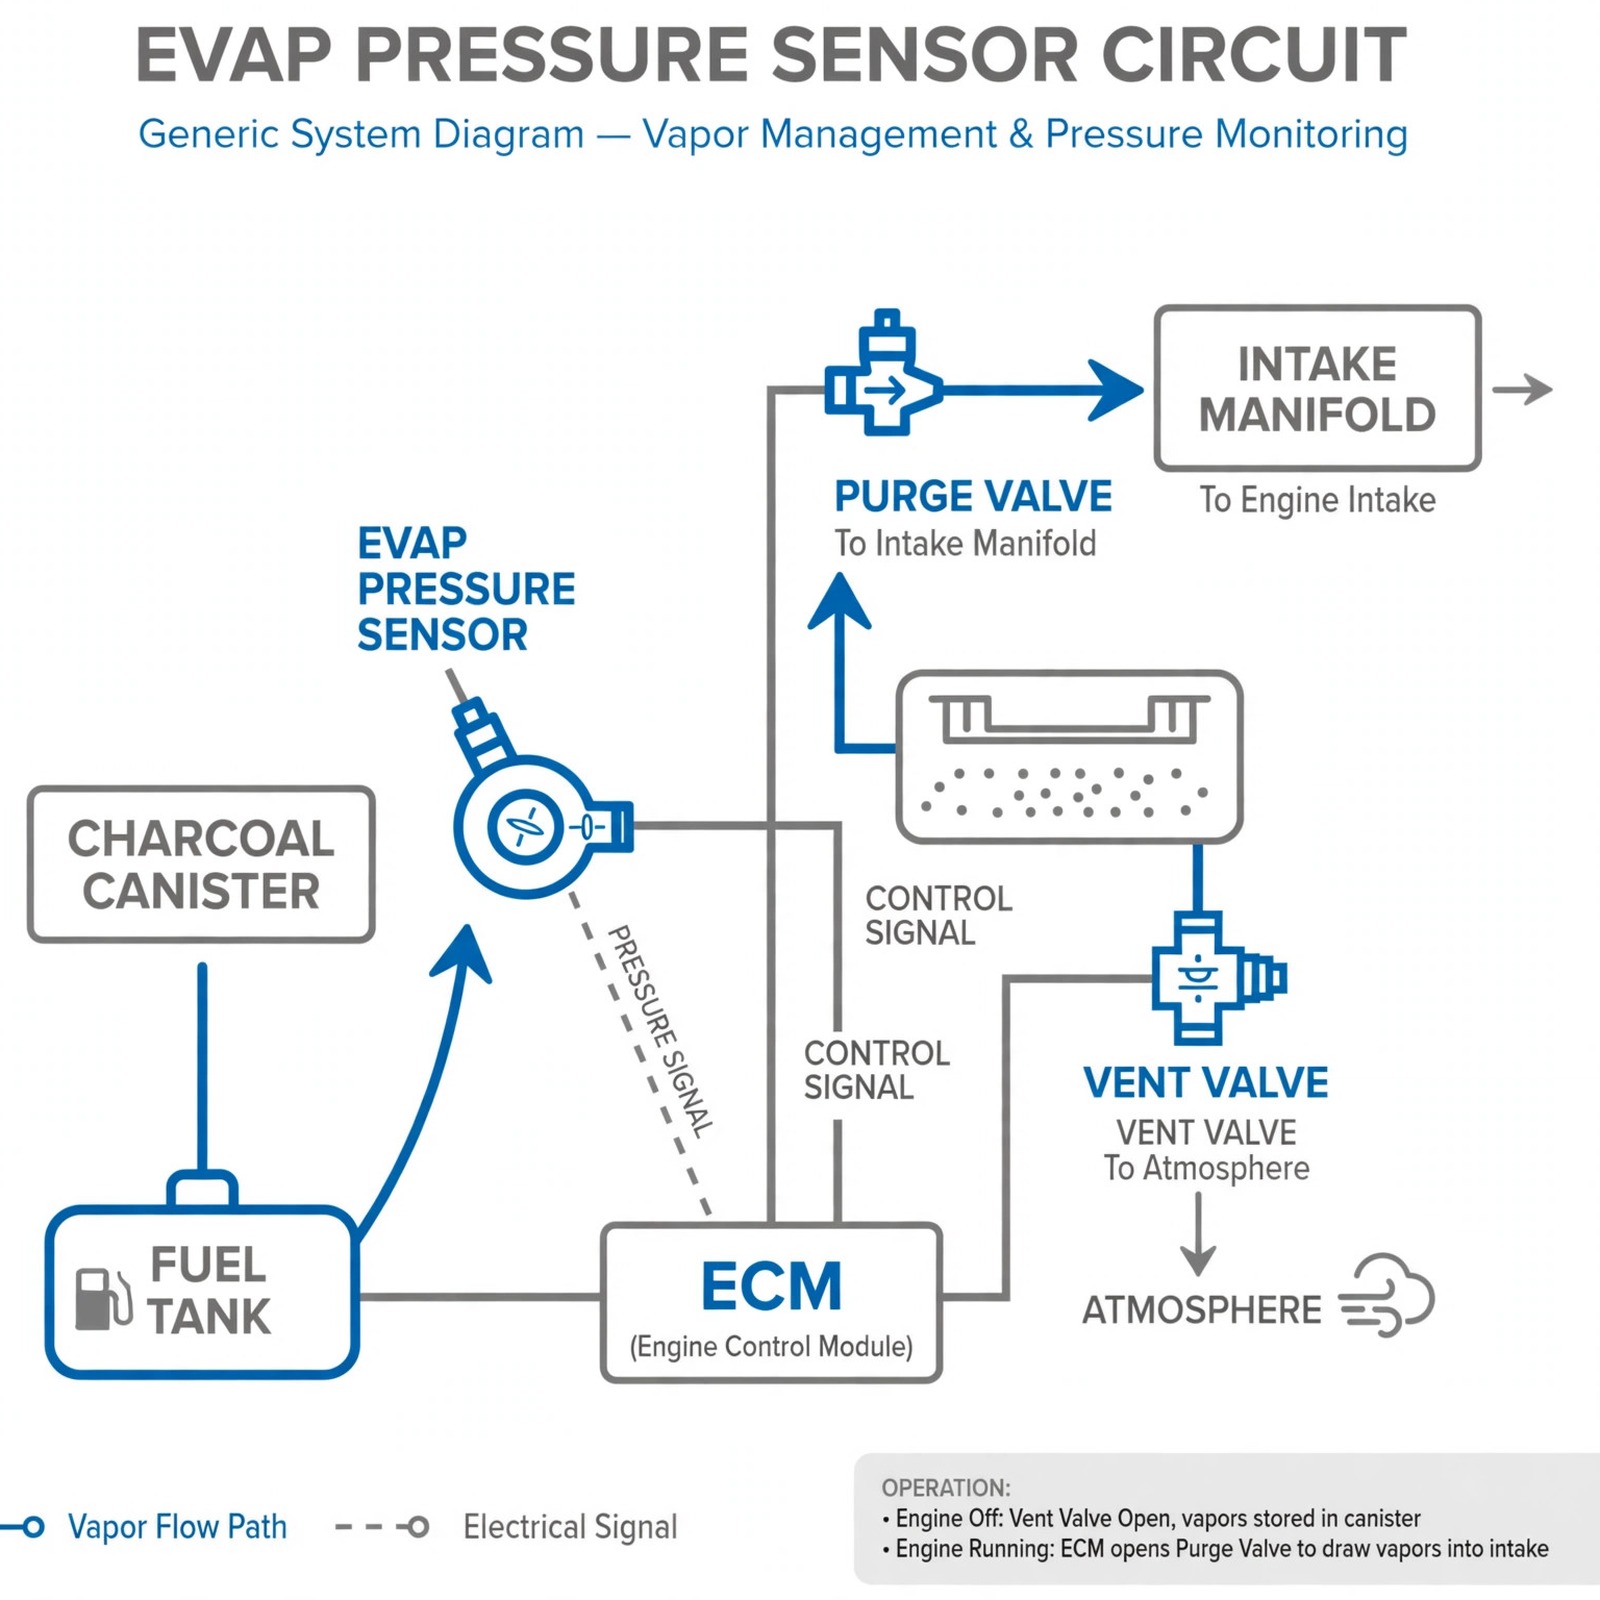 EVAP PRESSURE SENSOR CIRCUIT
Generic System Diagram — Vapor Management & Pressure Monitoring
INTAKE
MANIFOLD
To Engine Intake
PURGE VALVE
To Intake Manifold
EVAP
PRESSURE
SENSOR
CHARCOAL
CANISTER
CONTROL
SIGNAL
PRESSURE SIGNAL
CONTROL
SIGNAL
VENT VALVE
VENT VALVE
To Atmosphere
FUEL
TANK
ECM
(Engine Control Module)
ATMOSPHERE
Vapor Flow Path
Electrical Signal
OPERATION:
• Engine Off: Vent Valve Open, vapors stored in canister
• Engine Running: ECM opens Purge Valve to draw vapors into intake